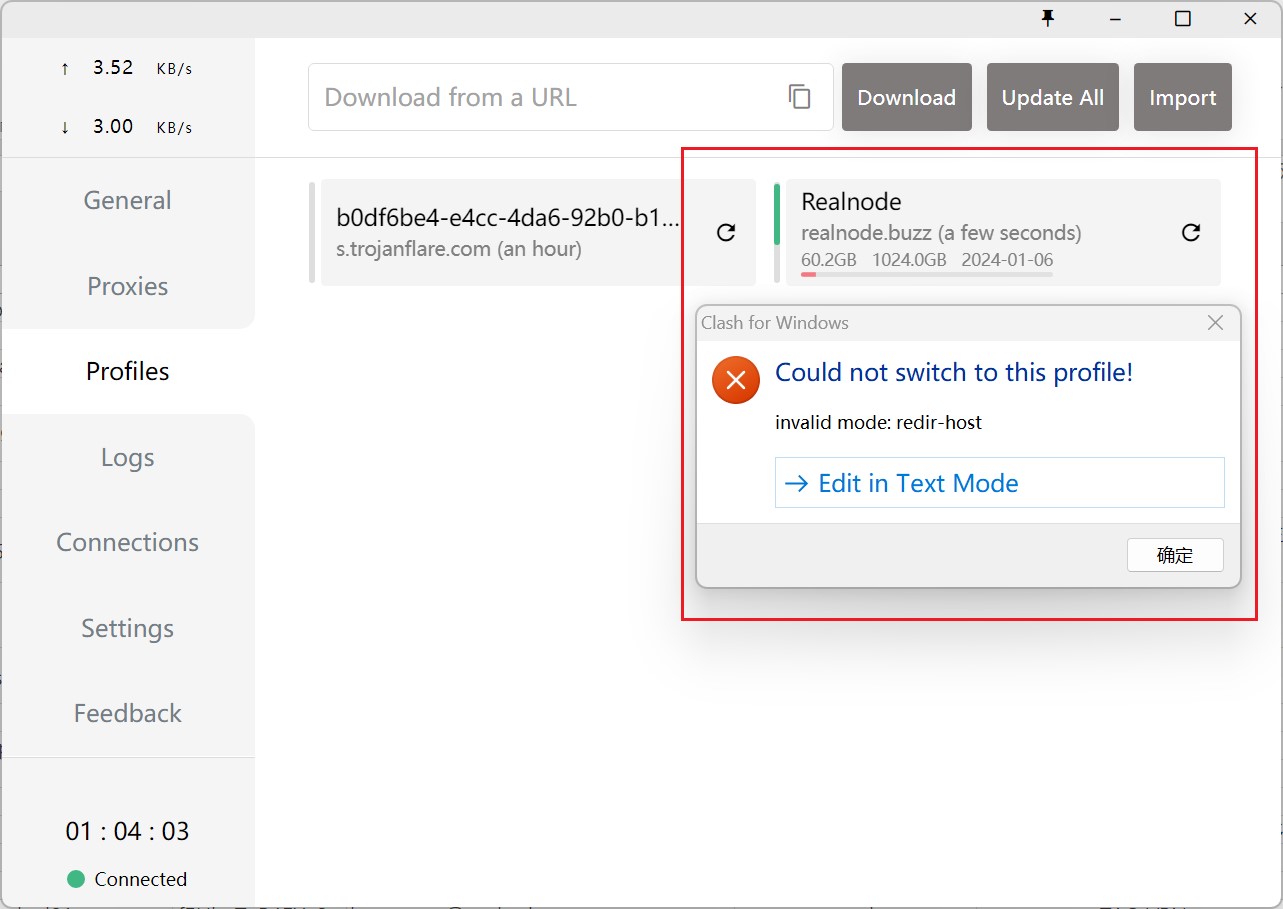 ↑ 3.52 KB/s
↓ 3.00 KB/s
General
Proxies
Profiles
Logs
Connections
Settings
Feedback
01 : 04 : 03
Connected
Download from a URL
Download
Update All
Import
b0df6be4-e4cc-4da6-92b0-b1...
s.trojanflare.com (an hour)
Realnode
realnode.buzz (a few seconds)
60.2GB 1024.0GB 2024-01-06
Clash for Windows
Could not switch to this profile!
invalid mode: redir-host
→ Edit in Text Mode
确定